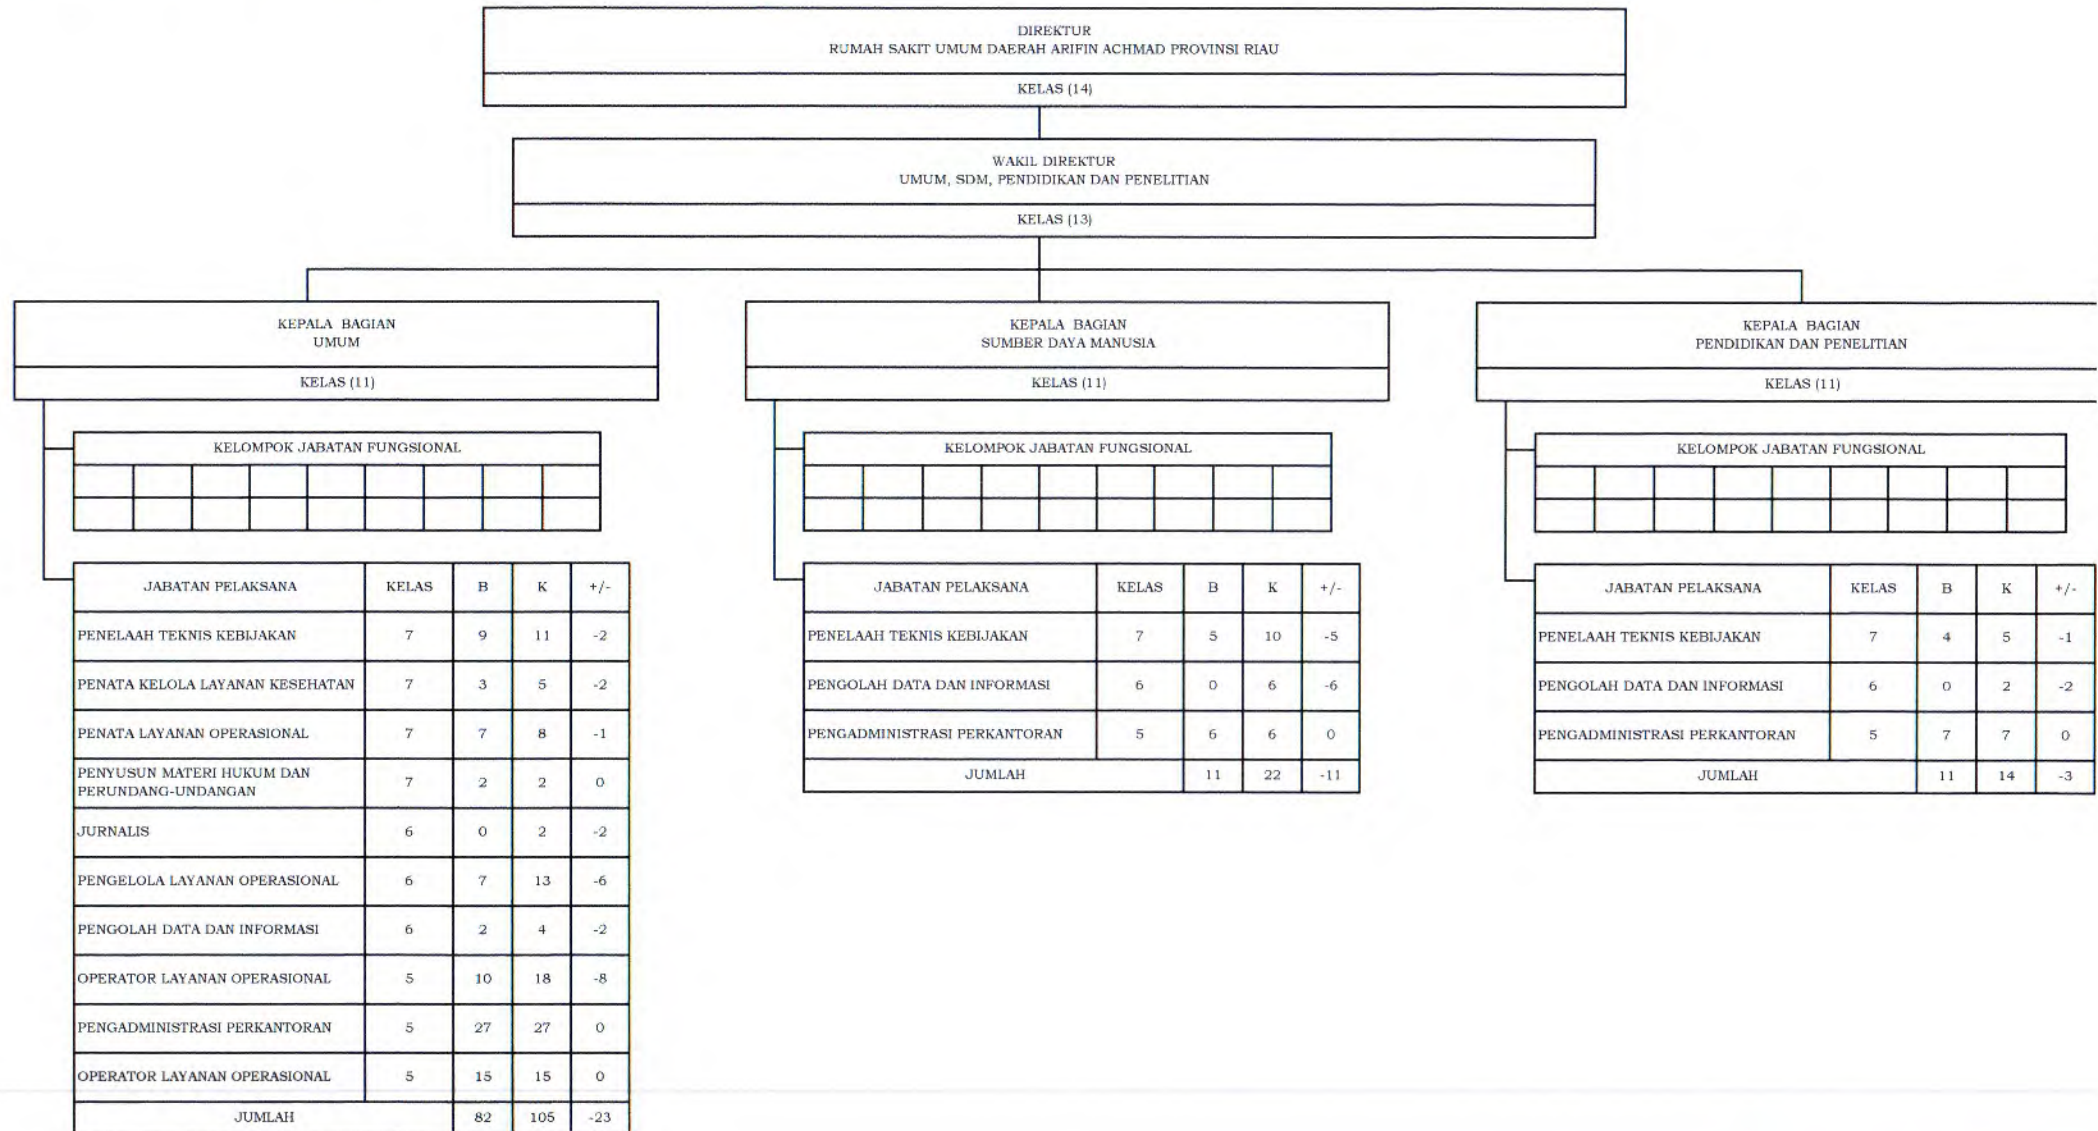 DIREKTUR
RUMAH SAKIT UMUM DAERAH ARIFIN ACHMAD PROVINSI RIAU
KELAS (14)
WAKIL DIREKTUR
UMUM, SDM, PENDIDIKAN DAN PENELITIAN
KELAS (13)
KEPALA BAGIAN
UMUM
KELAS (11)
KELOMPOK JABATAN FUNGSIONAL
JABATAN PELAKSANA KELAS B K +/-
PENELAAH TEKNIS KEBIJAKAN 7 9 11 -2
PENATA KELOLA LAYANAN KESEHATAN 7 3 5 -2
PENATA LAYANAN OPERASIONAL 7 7 8 -1
PENYUSUN MATERI HUKUM DAN
PERUNDANG-UNDANGAN 7 2 2 0
JURNALIS 6 0 2 -2
PENGELOLA LAYANAN OPERASIONAL 6 7 13 -6
PENGOLAH DATA DAN INFORMASI 6 2 4 -2
OPERATOR LAYANAN OPERASIONAL 5 10 18 -8
PENGADMINISTRASI PERKANTORAN 5 27 27 0
OPERATOR LAYANAN OPERASIONAL 5 15 15 0
JUMLAH 82 105 -23
KEPALA BAGIAN
SUMBER DAYA MANUSIA
KELAS (11)
KELOMPOK JABATAN FUNGSIONAL
JABATAN PELAKSANA KELAS B K +/-
PENELAAH TEKNIS KEBIJAKAN 7 5 10 -5
PENGOLAH DATA DAN INFORMASI 6 0 6 -6
PENGADMINISTRASI PERKANTORAN 5 6 6 0
JUMLAH 11 22 -11
KEPALA BAGIAN
PENDIDIKAN DAN PENELITIAN
KELAS (11)
KELOMPOK JABATAN FUNGSIONAL
JABATAN PELAKSANA KELAS B K +/-
PENELAAH TEKNIS KEBIJAKAN 7 4 5 -1
PENGOLAH DATA DAN INFORMASI 6 0 2 -2
PENGADMINISTRASI PERKANTORAN 5 7 7 0
JUMLAH 11 14 -3